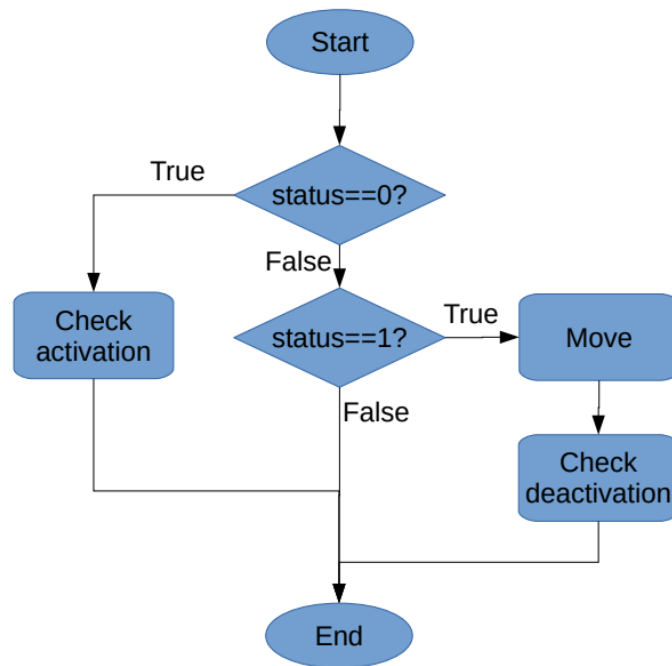 Start
True
status==0?
False
Check
activation
status==1?
True
Move
False
Check
deactivation
End